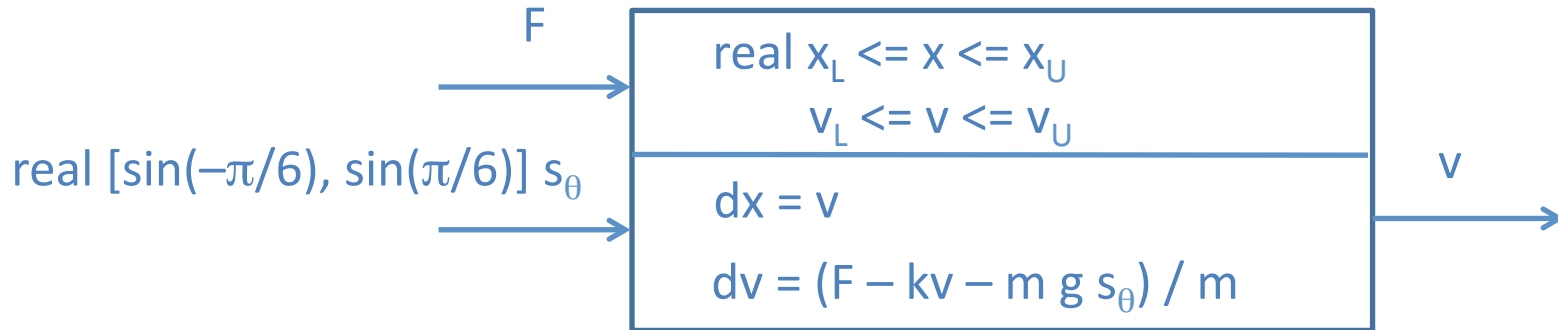 F
real x_L <= x <= x_U
v_L <= v <= v_U
real [sin(–π/6), sin(π/6)] s_θ
v
dx = v
dv = (F – kv – m g s_θ) / m